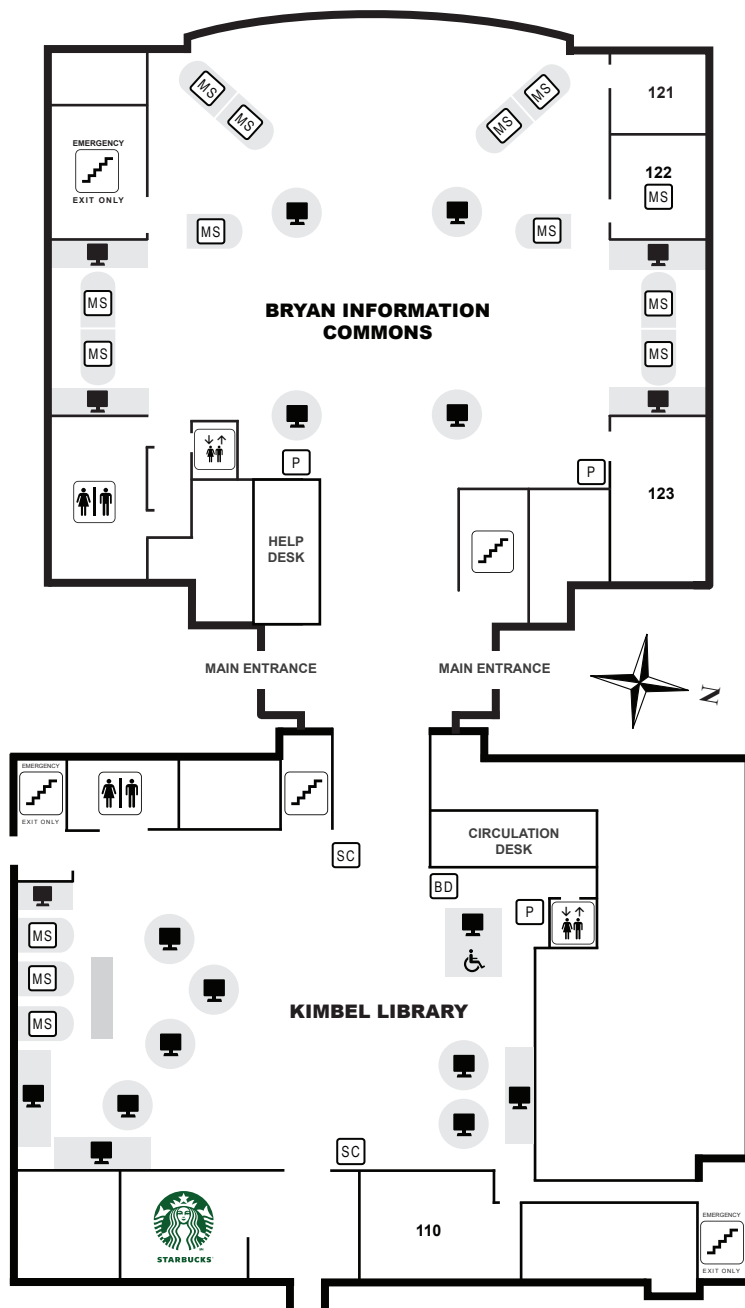 MS
MS
MS
MS
121
EMERGENCY
EXIT ONLY
122
MS
MS
MS
BRYAN INFORMATION
COMMONS
MS
MS
MS
MS
P
P
HELP
DESK
123
MAIN ENTRANCE
MAIN ENTRANCE
N
EMERGENCY
EXIT ONLY
CIRCULATION
DESK
SC
BD
P
MS
MS
MS
KIMBEL LIBRARY
SC
STARBUCKS
110
EMERGENCY
EXIT ONLY